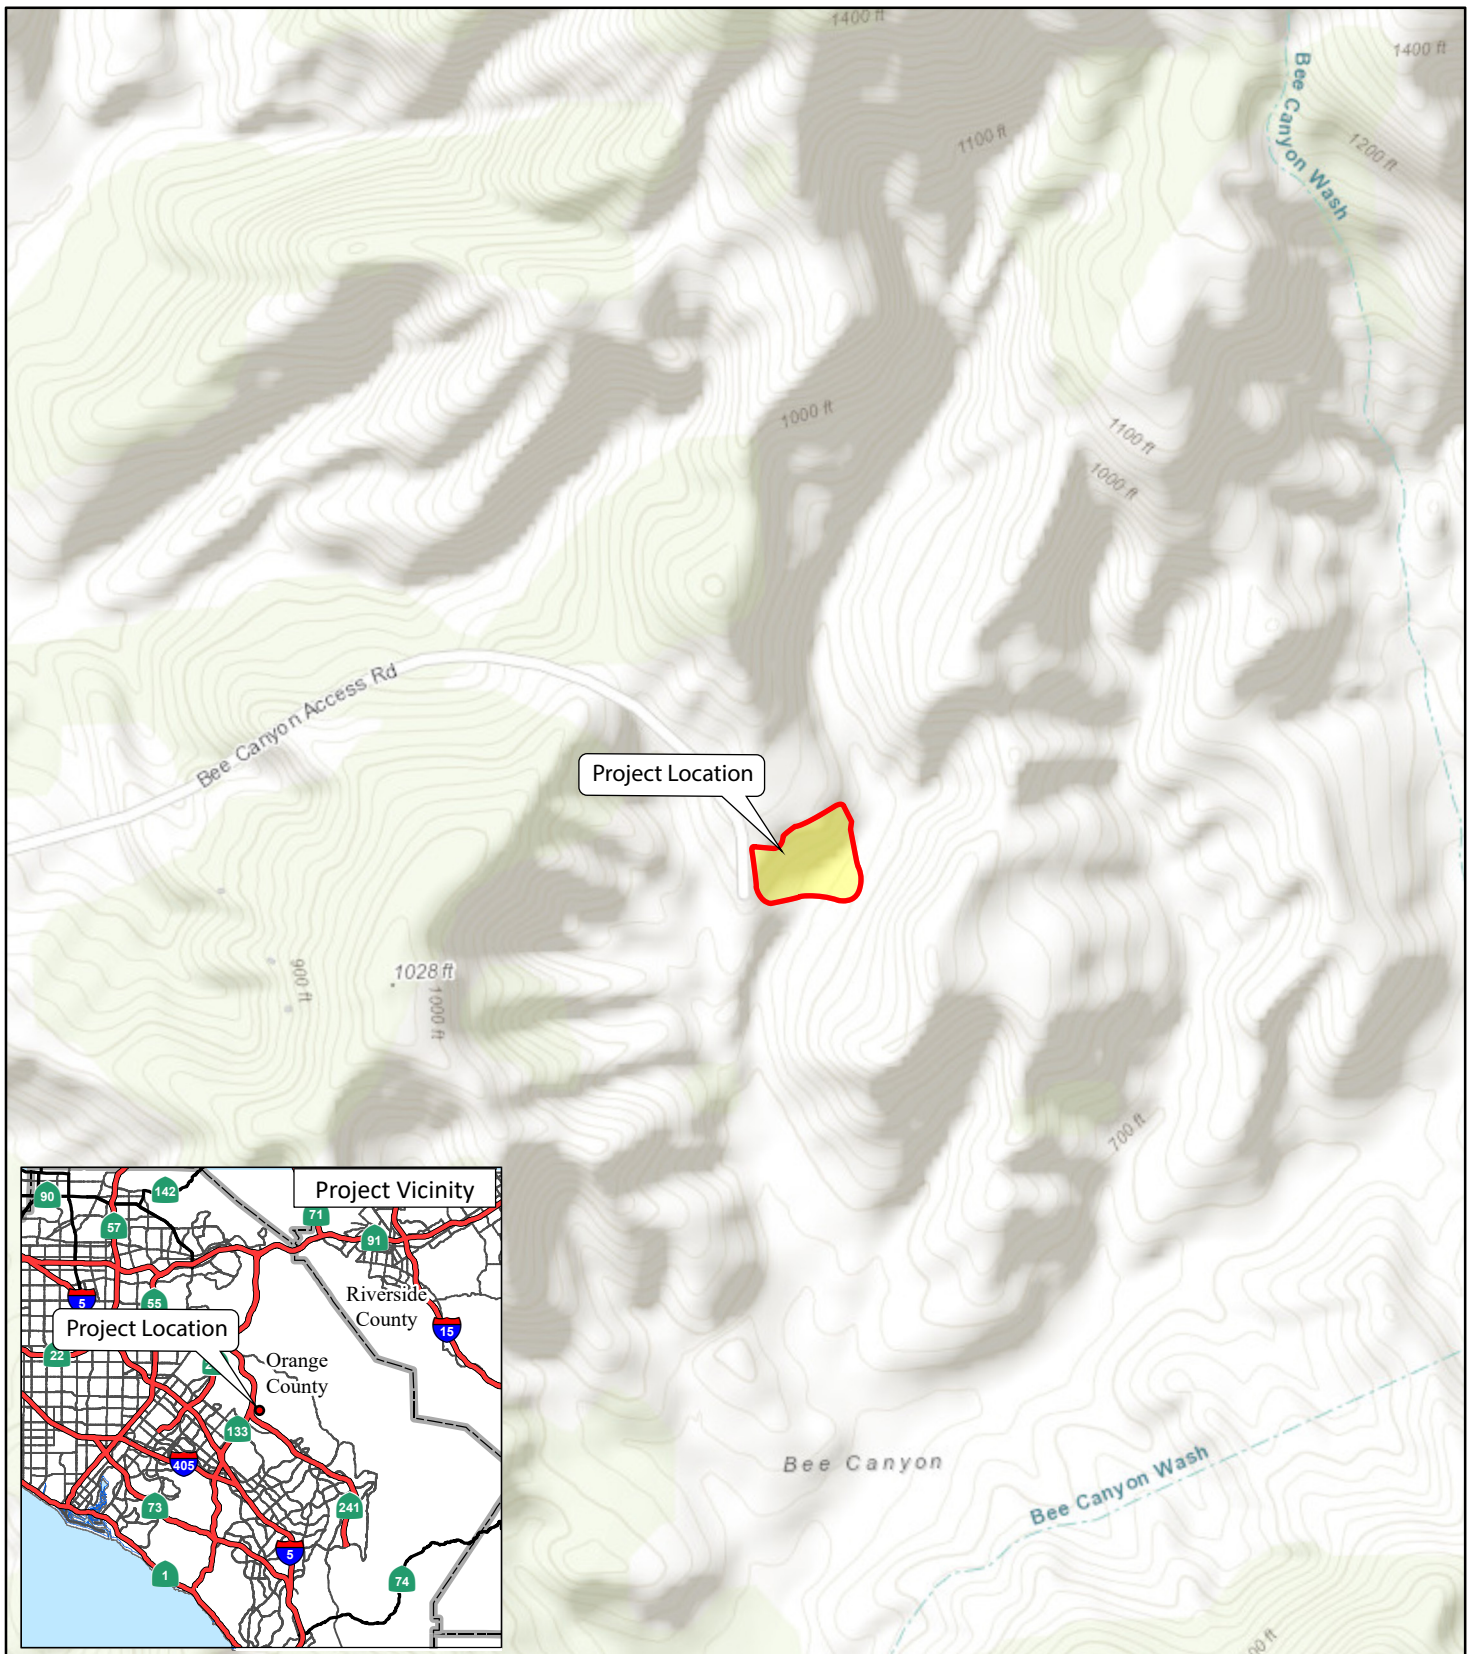 1400 ft
1400 ft
Bee Canyon Wash
1100 ft
1200 ft
1000 ft
1100 ft
1000 ft
Bee Canyon Access Rd
Project Location
1028 ft
900 ft
1000 ft
700 ft
Bee Canyon
Bee Canyon Wash
00 ft
Project Vicinity
90
142
57
71
91
5
55
Riverside
County
15
Project Location
22
2
Orange
County
133
405
73
241
5
1
74